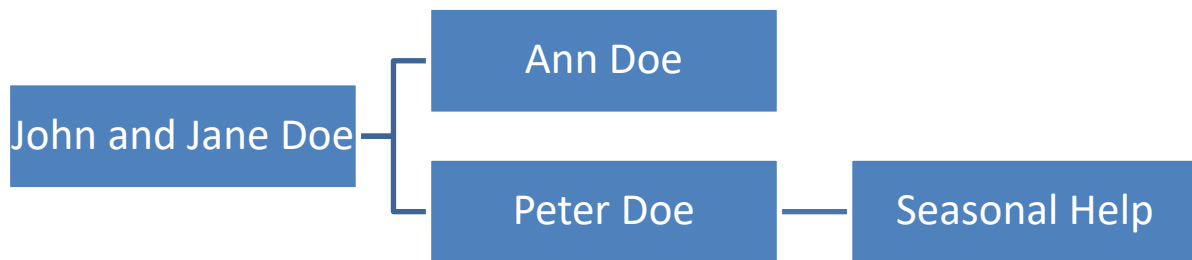 John and Jane Doe
Ann Doe
Peter Doe
Seasonal Help